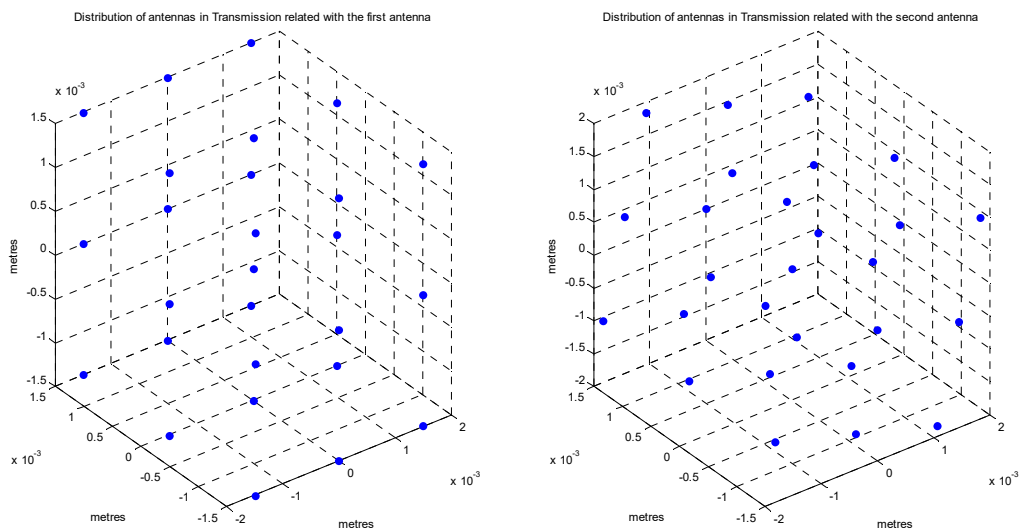 Distribution of antennas in Transmission related with the first antenna
x 10⁻³
1.5
1
0.5
0
-0.5
-1
-1.5
metres
1.5
1
0.5
0
-0.5
-1
-1.5
x 10⁻³
metres
-2
-1
0
1
2
x 10⁻³
metres
Distribution of antennas in Transmission related with the second antenna
x 10⁻³
2
1.5
1
0.5
0
-0.5
-1
-1.5
-2
metres
1.5
1
0.5
0
-0.5
-1
-1.5
x 10⁻³
metres
-2
-1
0
1
2
x 10⁻³
metres